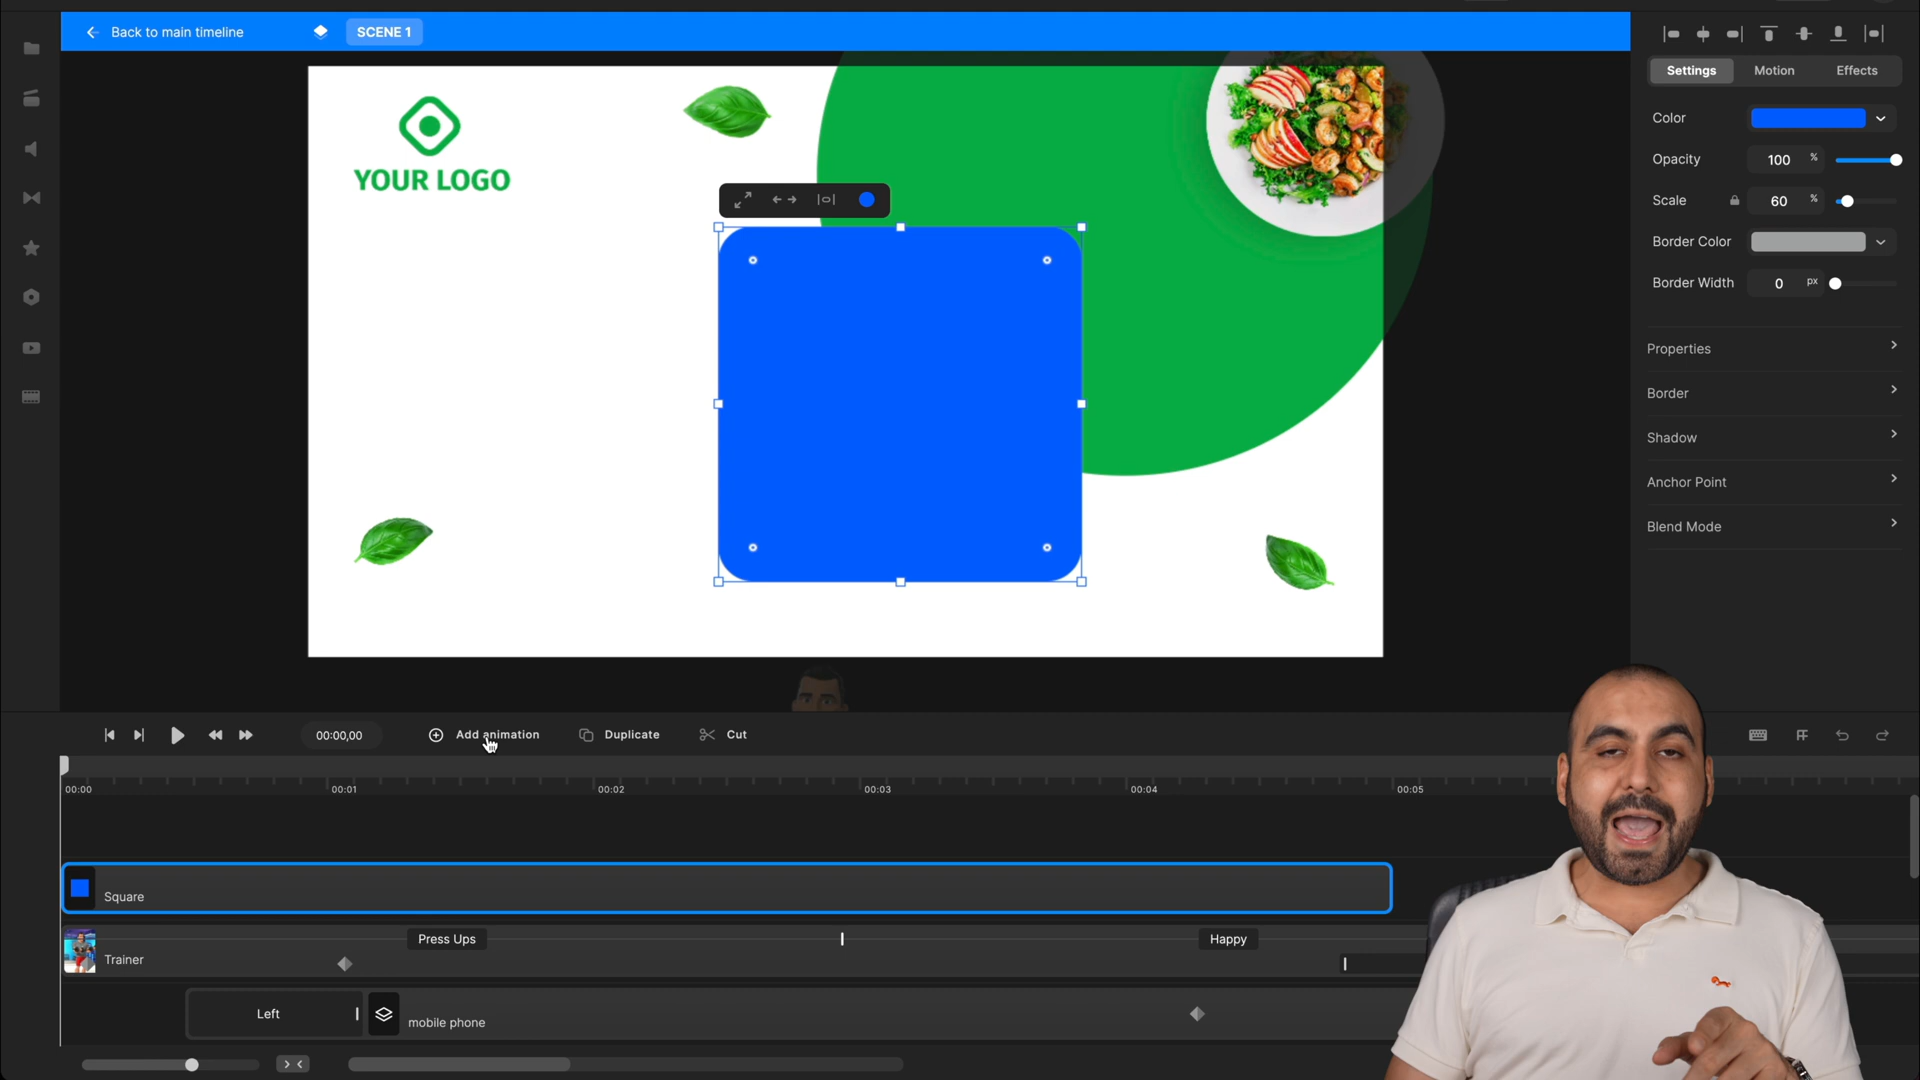 Back to main timeline
SCENE 1
YOUR LOGO
Settings Motion Effects
Color
Opacity 100 %
Scale 60 %
Border Color
Border Width 0 px
Properties
Border
Shadow
Anchor Point
Blend Mode
00:00,00
Add animation
Duplicate
Cut
00:00 00:01 00:02 00:03 00:04 00:05
Square
Press Ups
Happy
Trainer
Left
mobile phone